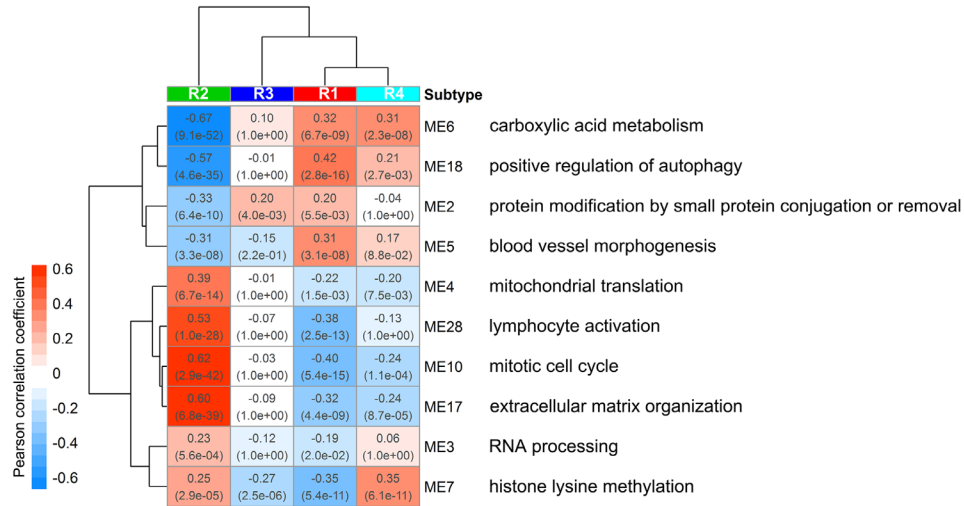 R2 R3 R1 R4 Subtype
-0.67 0.10 0.32 0.31
(9.1e-52) (1.0e+00) (6.7e-09) (2.3e-08)
ME6 carboxylic acid metabolism
-0.57 -0.01 0.42 0.21
(4.6e-35) (1.0e+00) (2.8e-16) (2.7e-03)
ME18 positive regulation of autophagy
-0.33 0.20 0.20 -0.04
(6.4e-10) (4.0e-03) (5.5e-03) (1.0e+00)
ME2 protein modification by small protein conjugation or removal
-0.31 -0.15 0.31 0.17
(3.3e-08) (2.2e-01) (3.1e-08) (8.8e-02)
ME5 blood vessel morphogenesis
0.39 -0.01 -0.22 -0.20
(6.7e-14) (1.0e+00) (1.5e-03) (7.5e-03)
ME4 mitochondrial translation
0.53 -0.07 -0.38 -0.13
(1.0e-28) (1.0e+00) (2.5e-13) (1.0e+00)
ME28 lymphocyte activation
0.62 -0.03 -0.40 -0.24
(2.9e-42) (1.0e+00) (5.4e-15) (1.1e-04)
ME10 mitotic cell cycle
0.60 -0.09 -0.32 -0.24
(6.8e-39) (1.0e+00) (4.4e-09) (8.7e-05)
ME17 extracellular matrix organization
0.23 -0.12 -0.19 0.06
(5.6e-04) (1.0e+00) (2.0e-02) (1.0e+00)
ME3 RNA processing
0.25 -0.27 -0.35 0.35
(2.9e-05) (2.5e-06) (5.4e-11) (6.1e-11)
ME7 histone lysine methylation
Pearson correlation coefficient
0.6
0.4
0.2
0
-0.2
-0.4
-0.6